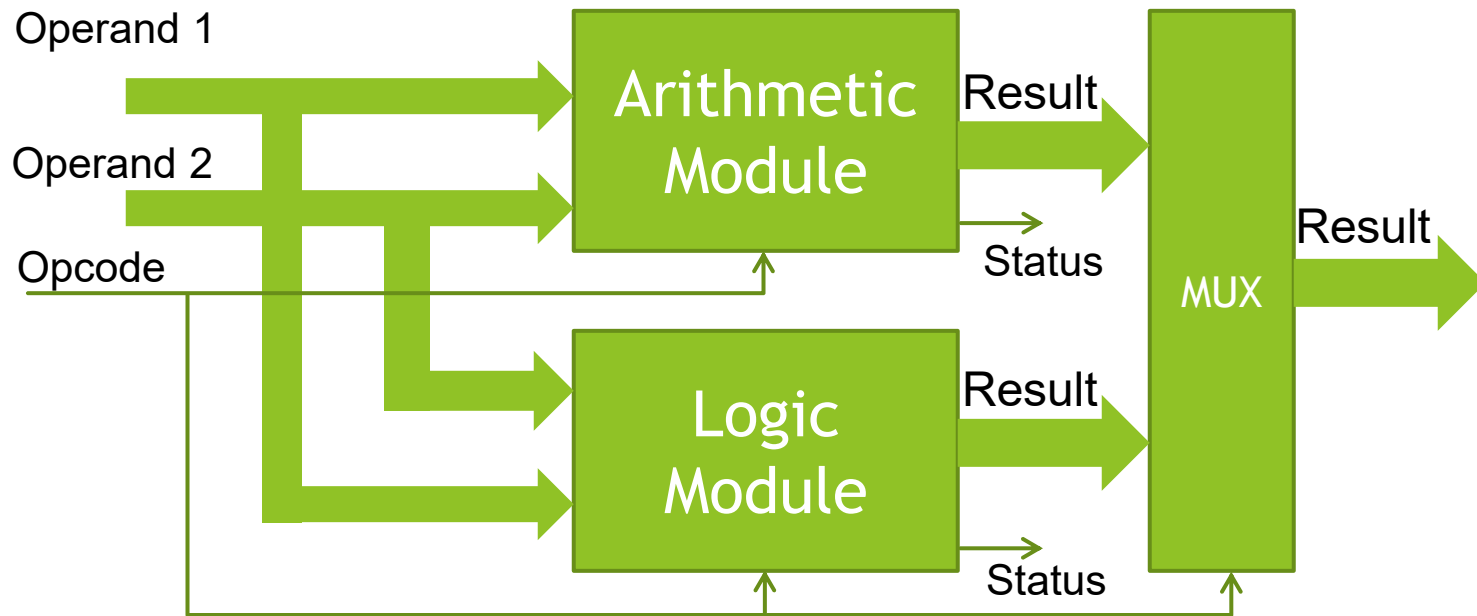 Operand 1
Arithmetic
Module
Result
Operand 2
Result
Opcode
Status
MUX
Logic
Module
Result
Status